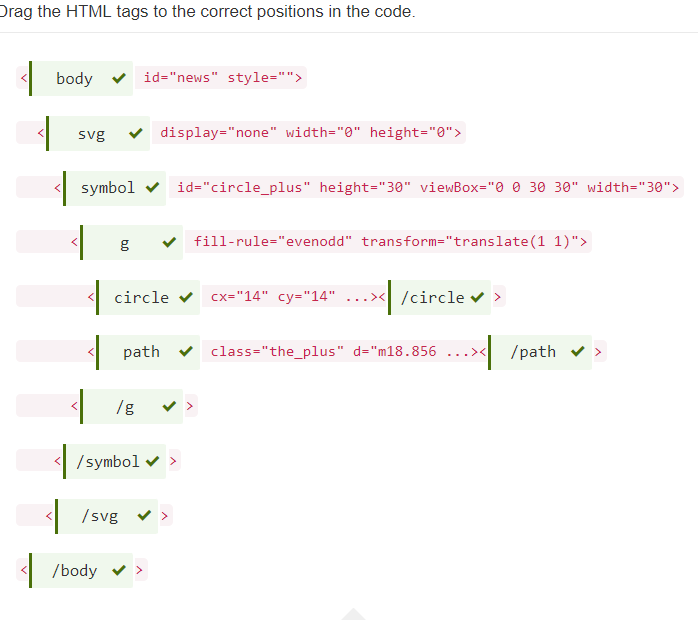 Drag the HTML tags to the correct positions in the code.
<body id="news" style="">
<svg display="none" width="0" height="0">
<symbol id="circle_plus" height="30" viewBox="0 0 30 30" width="30">
<g fill-rule="evenodd" transform="translate(1 1)">
<circle cx="14" cy="14" ...></circle>
<path class="the_plus" d="m18.856 ...></path>
</g>
</symbol>
</svg>
</body>